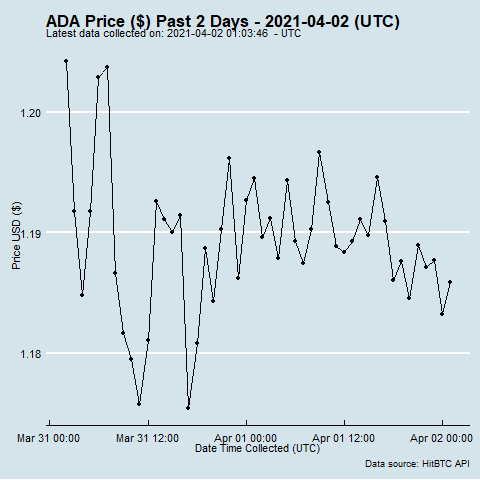 ADA Price ($) Past 2 Days - 2021-04-02 (UTC)
Latest data collected on: 2021-04-02 01:03:46  - UTC
1.20
1.19
1.18
Price USD ($)
Mar 31 00:00 Mar 31 12:00 Apr 01 00:00 Apr 01 12:00 Apr 02 00:00
Date Time Collected (UTC)
Data source: HitBTC API